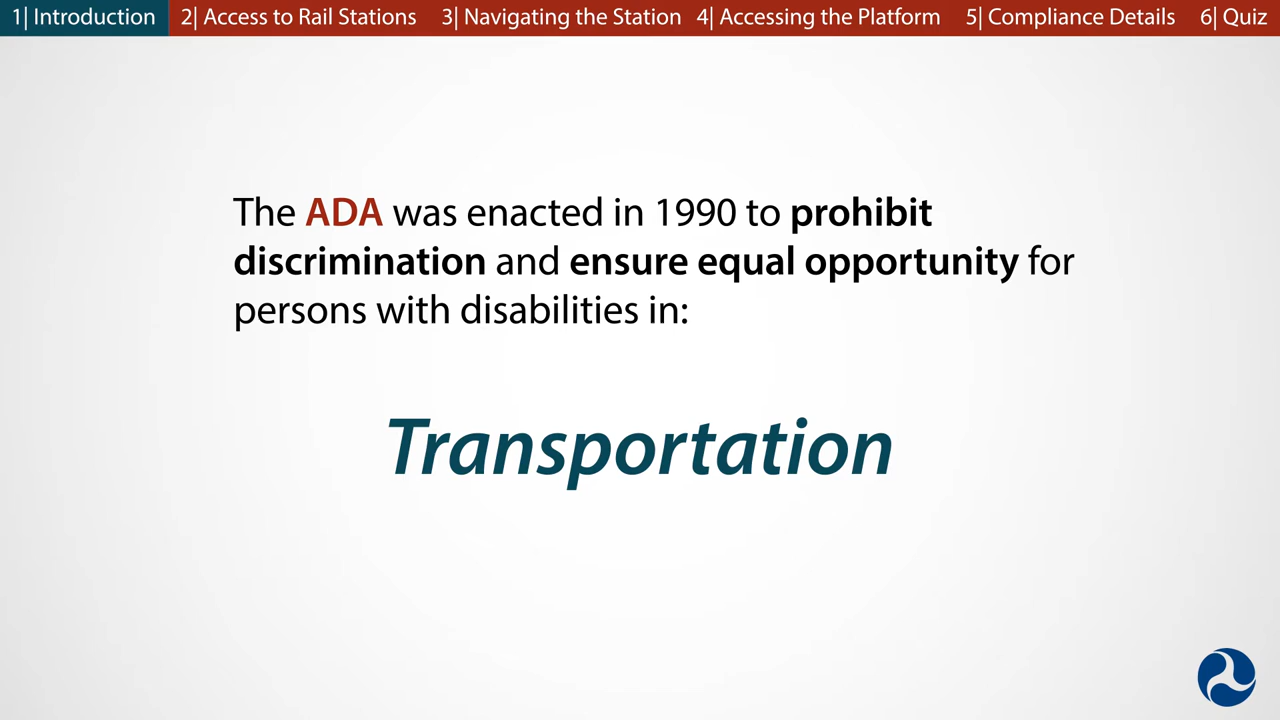 1| Introduction 2| Access to Rail Stations 3| Navigating the Station 4| Accessing the Platform 5| Compliance Details 6| Quiz
The ADA was enacted in 1990 to prohibit
discrimination and ensure equal opportunity for
persons with disabilities in:
Transportation